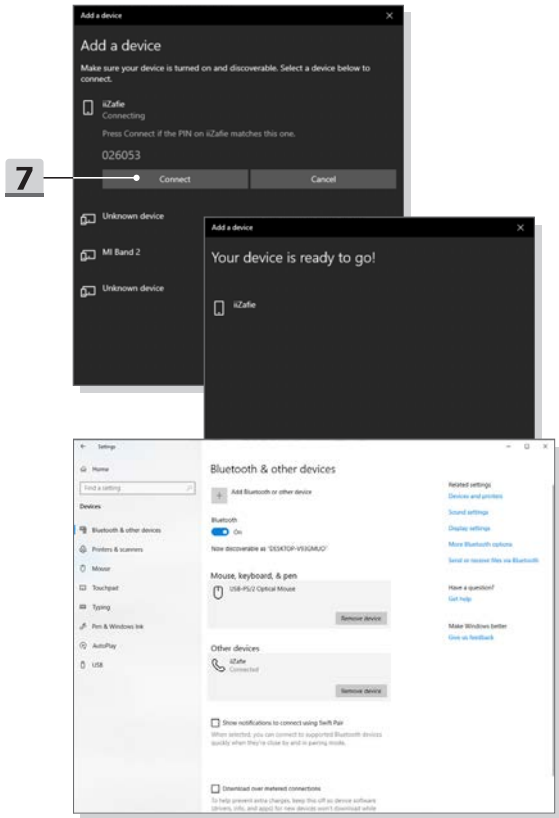 Add a device
Add a device
Make sure your device is turned on and discoverable. Select a device below to
connect.
iiZafie
Connecting
Press Connect if the PIN on iiZafie matches this one.
026053
7
Connect
Cancel
Unknown device
MI Band 2
Unknown device
Add a device
Your device is ready to go!
iiZafie
Settings
Home
Find a setting
Devices
Bluetooth & other devices
Printers & scanners
Mouse
Touchpad
Typing
Pen & Windows Ink
AutoPlay
USB
Bluetooth & other devices
Add Bluetooth or other device
Bluetooth
On
Now discoverable as "DESKTOP-V93GMUO"
Mouse, keyboard, & pen
USB-PS/2 Optical Mouse
Remove device
Other devices
iiZafie
Connected
Remove device
Show notifications to connect using Swift Pair
When selected, you can connect to supported Bluetooth devices
quickly when they're close by and in pairing mode.
Download over metered connections
To help prevent extra charges, keep this off so device software
(drivers, info, and apps) for new devices won't download while
Related settings
Devices and printers
Sound settings
Display settings
More Bluetooth options
Send or receive files via Bluetooth
Have a question?
Get help
Make Windows better
Give us feedback